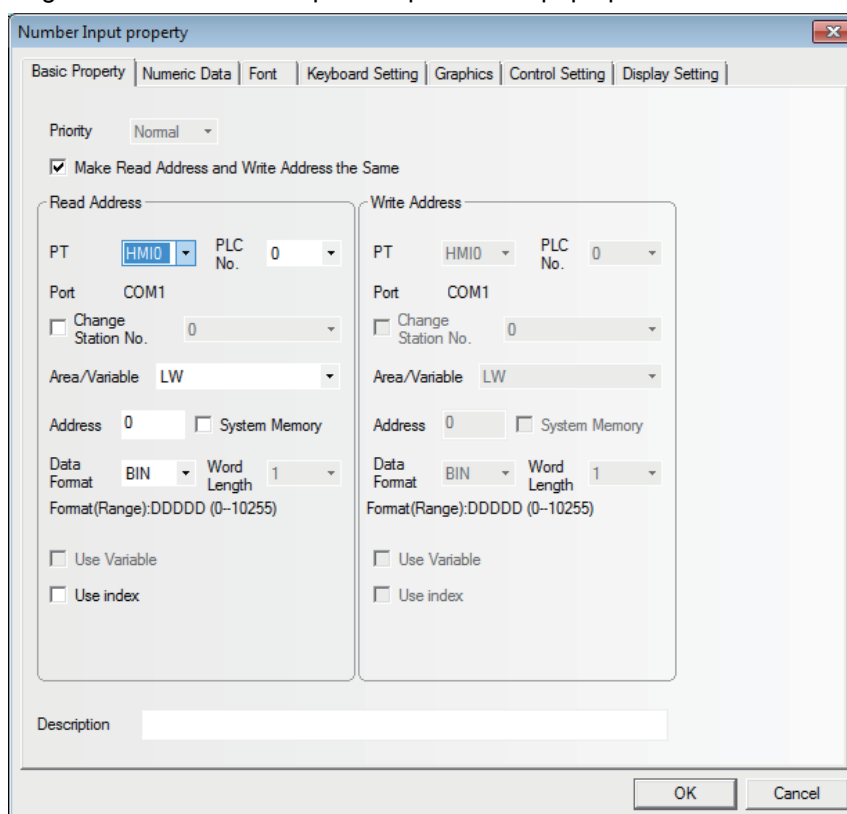 Number Input property
Basic Property Numeric Data Font Keyboard Setting Graphics Control Setting Display Setting
Priority Normal
Make Read Address and Write Address the Same
Read Address
PT HMI0 PLC No. 0
Port COM1
Change Station No. 0
Area/Variable LW
Address 0 System Memory
Data Format BIN Word Length 1
Format(Range):DDDDD (0--10255)
Use Variable
Use index
Write Address
PT HMI0 PLC No. 0
Port COM1
Change Station No. 0
Area/Variable LW
Address 0 System Memory
Data Format BIN Word Length 1
Format(Range):DDDDD (0--10255)
Use Variable
Use index
Description
OK Cancel